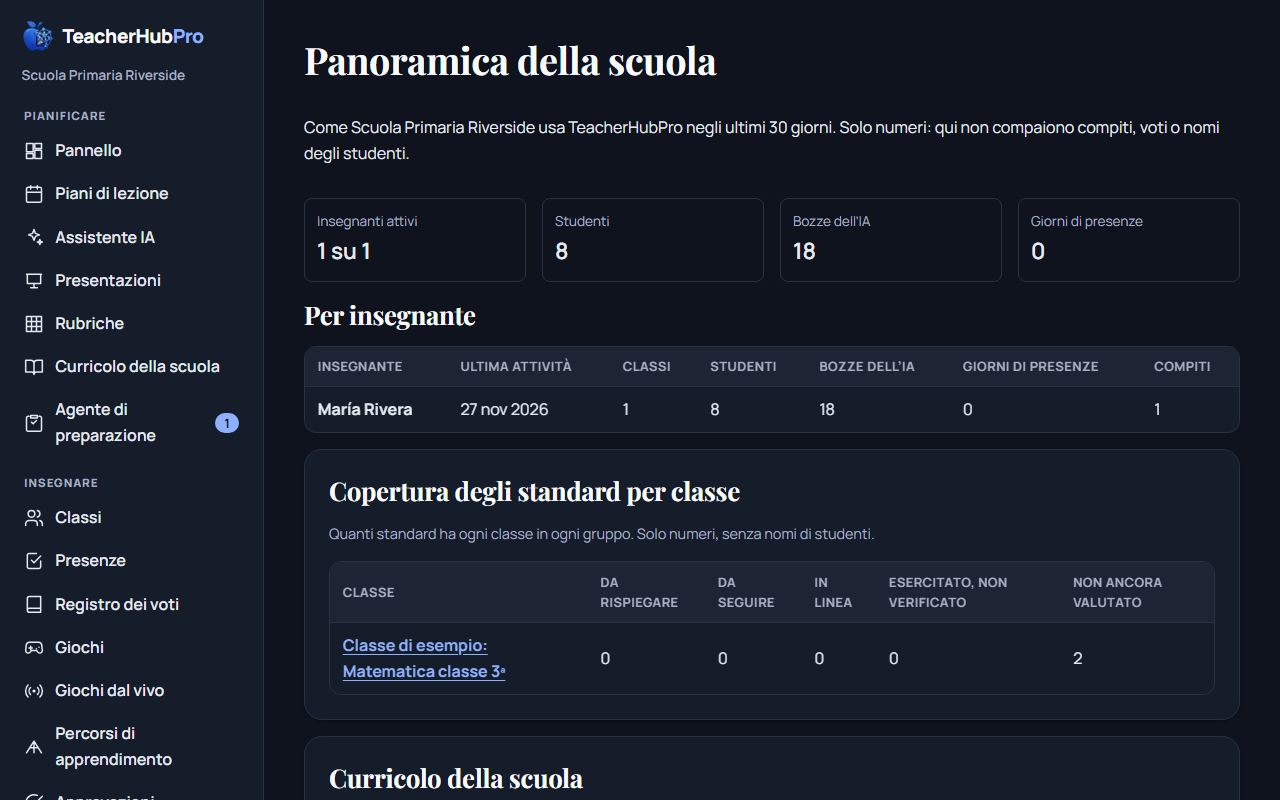 TeacherHubPro
Scuola Primaria Riverside
PIANIFICARE
Pannello
Piani di lezione
Assistente IA
Presentazioni
Rubriche
Curricolo della scuola
Agente di
preparazione
1
INSEGNARE
Classi
Presenze
Registro dei voti
Giochi
Giochi dal vivo
Percorsi di
apprendimento
Approvazioni
Panoramica della scuola
Come Scuola Primaria Riverside usa TeacherHubPro negli ultimi 30 giorni. Solo numeri: qui non compaiono compiti, voti o nomi
degli studenti.
Insegnanti attivi
1 su 1
Studenti
8
Bozze dell'IA
18
Giorni di presenze
0
Per insegnante
INSEGNANTE ULTIMA ATTIVITÀ CLASSI STUDENTI BOZZE DELL'IA GIORNI DI PRESENZE COMPITI
María Rivera 27 nov 2026 1 8 18 0 1
Copertura degli standard per classe
Quanti standard ha ogni classe in ogni gruppo. Solo numeri, senza nomi di studenti.
CLASSE
DA
RISPIEGARE
DA
SEGUIRE
IN
LINEA
ESERCITATO, NON
VERIFICATO
NON ANCORA
VALUTATO
Classe di esempio:
Matematica classe 3ª
0 0 0 0 2
Curricolo della scuola